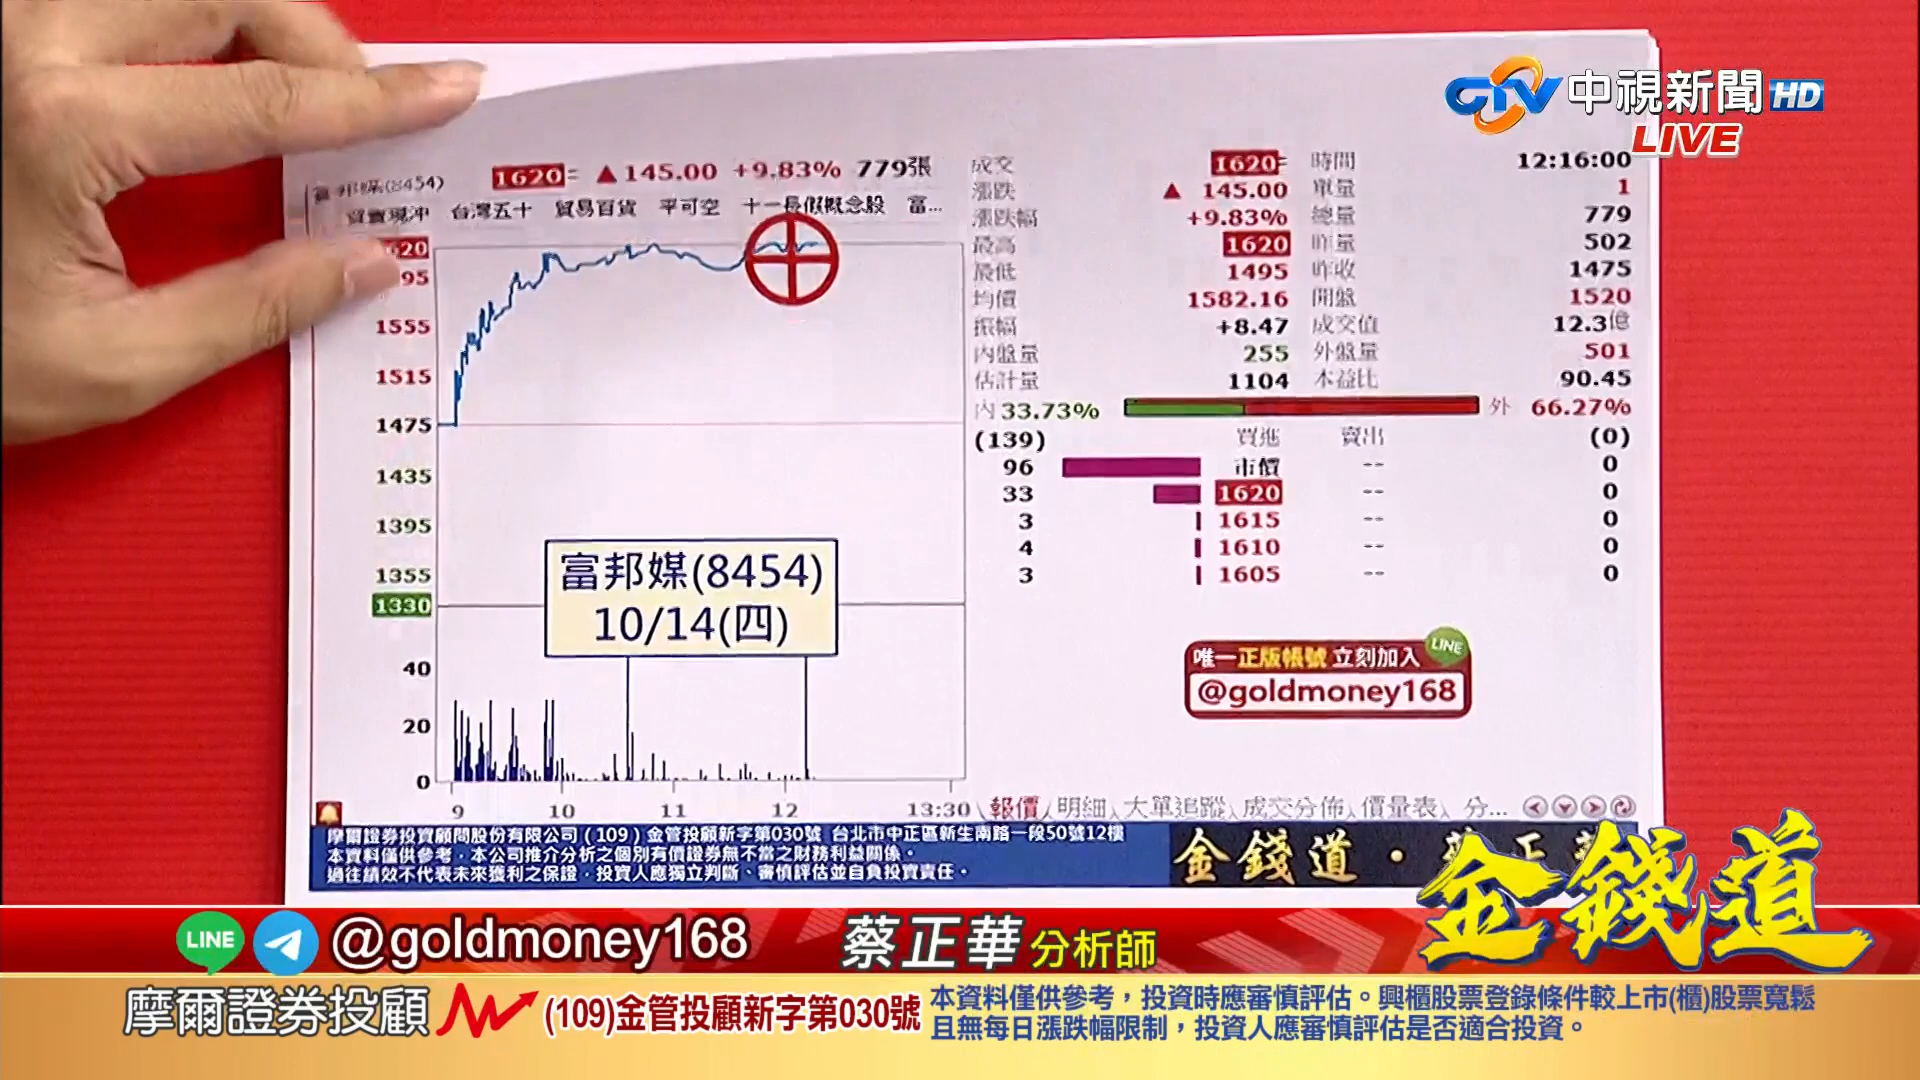 CTV 中視新聞 HD
LIVE
富邦媒(8454) 1620= ▲145.00 +9.83% 779張
買賣現沖 台灣五十 貿易百貨 平可空 十一長假概念股 富...
1555
1515
1475
1435
1395
1355
1330
40
20
0
9 10 11 12 13:30
富邦媒(8454)
10/14(四)
成交 1620= 時間 12:16:00
漲跌 ▲ 145.00 單量 1
漲跌幅 +9.83% 總量 779
最高 1620 昨量 502
最低 1495 昨收 1475
均價 1582.16 開盤 1520
振幅 +8.47 成交值 12.3億
內盤量 255 外盤量 501
估計量 1104 本益比 90.45
內 33.73% 外 66.27%
(139) 買進 賣出 (0)
96 市價 -- 0
33 1620 -- 0
3 1615 -- 0
4 1610 -- 0
3 1605 -- 0
唯一正版帳號 立刻加入 LINE
@goldmoney168
報價 明細 大單追蹤 成交分佈 價量表 分...
摩爾證券投資顧問股份有限公司（109）金管投顧新字第030號 台北市中正區新生南路一段50號12樓
本資料僅供參考，本公司推介分析之個別有價證券無不當之財務利益關係。
過往績效不代表未來獲利之保證，投資人應獨立判斷、審慎評估並自負投資責任。
金錢道・
金錢道
LINE @goldmoney168 蔡正華 分析師
摩爾證券投顧 (109)金管投顧新字第030號
本資料僅供參考，投資時應審慎評估。興櫃股票登錄條件較上市(櫃)股票寬鬆
且無每日漲跌幅限制，投資人應審慎評估是否適合投資。